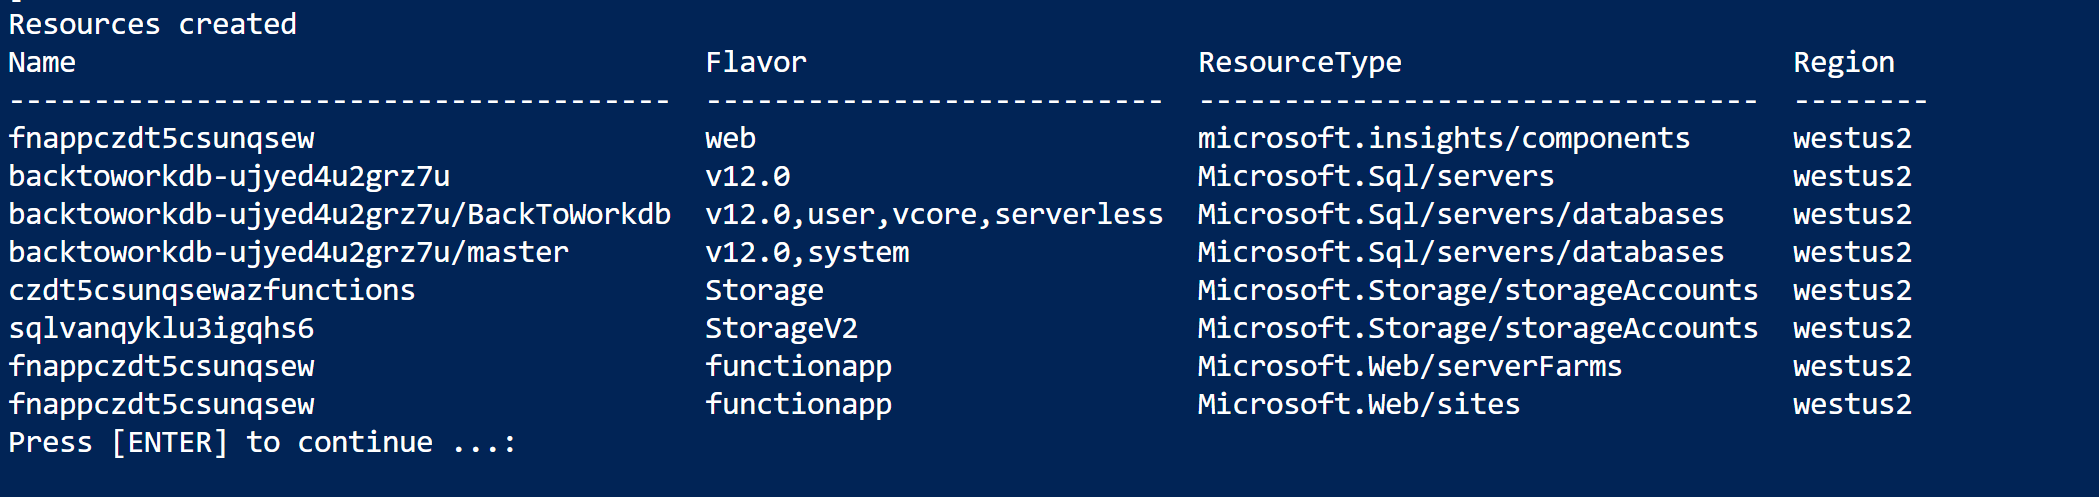 Resources created
Name Flavor ResourceType Region
--------------------------------------- --------------------------- --------------------------------- --------
fnappczdt5csunqsew web microsoft.insights/components westus2
backtoworkdb-ujyed4u2grz7u v12.0 Microsoft.Sql/servers westus2
backtoworkdb-ujyed4u2grz7u/BackToWorkdb v12.0,user,vcore,serverless Microsoft.Sql/servers/databases westus2
backtoworkdb-ujyed4u2grz7u/master v12.0,system Microsoft.Sql/servers/databases westus2
czdt5csunqsewazfunctions Storage Microsoft.Storage/storageAccounts westus2
sqlvanqyklu3igqhs6 StorageV2 Microsoft.Storage/storageAccounts westus2
fnappczdt5csunqsew functionapp Microsoft.Web/serverFarms westus2
fnappczdt5csunqsew functionapp Microsoft.Web/sites westus2
Press [ENTER] to continue ...: